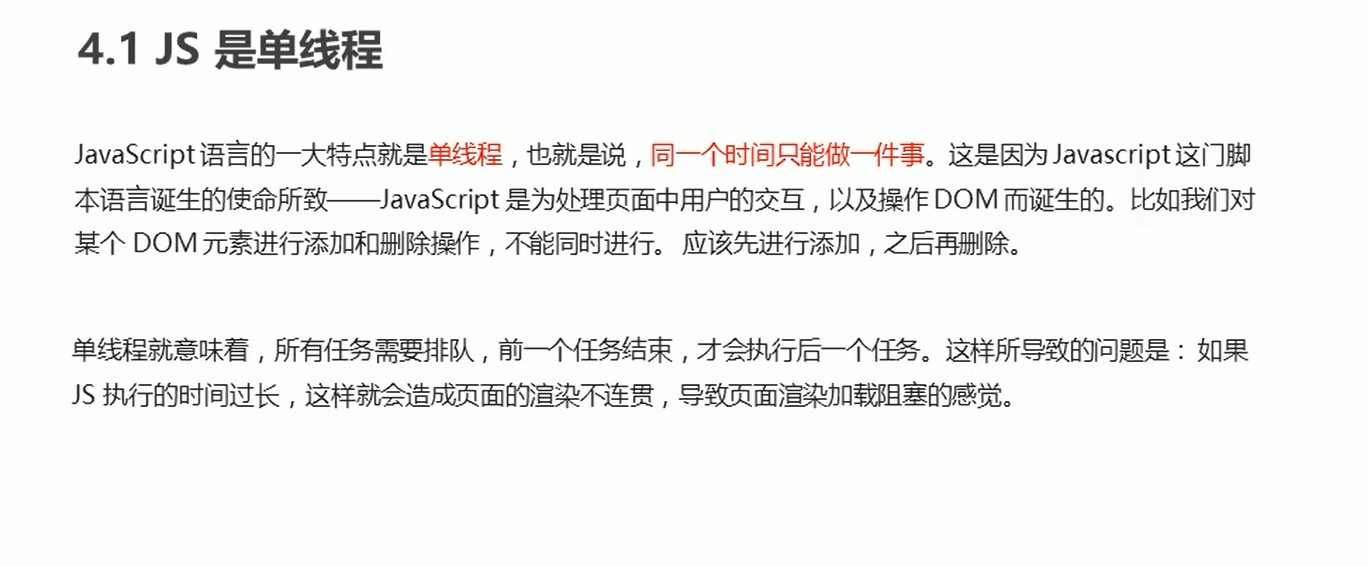 4.1 JS 是单线程
JavaScript 语言的一大特点就是单线程，也就是说，同一个时间只能做一件事。这是因为 Javascript 这门脚
本语言诞生的使命所致——JavaScript 是为处理页面中用户的交互，以及操作 DOM 而诞生的。比如我们对
某个 DOM 元素进行添加和删除操作，不能同时进行。 应该先进行添加，之后再删除。
单线程就意味着，所有任务需要排队，前一个任务结束，才会执行后一个任务。这样所导致的问题是： 如果
JS 执行的时间过长，这样就会造成页面的渲染不连贯，导致页面渲染加载阻塞的感觉。